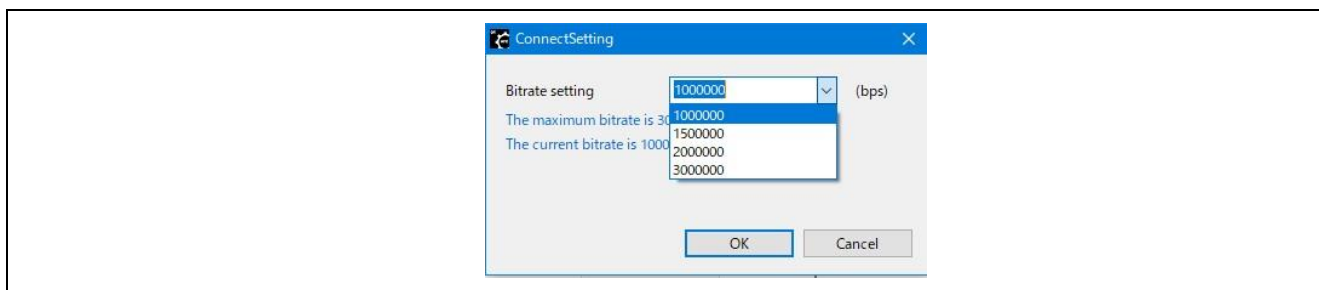 ConnectSetting
Bitrate setting 1000000 (bps)
The maximum bitrate is 30
The current bitrate is 1000
1000000
1500000
2000000
3000000
OK Cancel